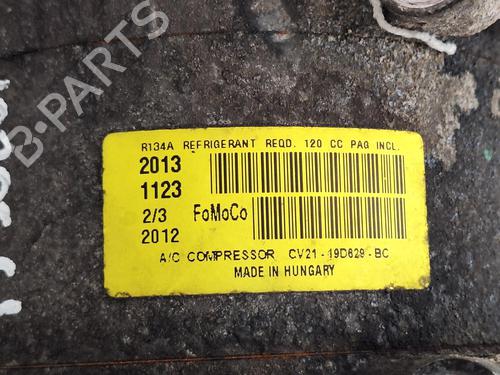 R134A REFRIGERANT REQD. 120 CC PAG INCL.
2013
1123
2/3 FoMoCo
2012
A/C COMPRESSOR CV21-19D629-BC
MADE IN HUNGARY
B-PARTS